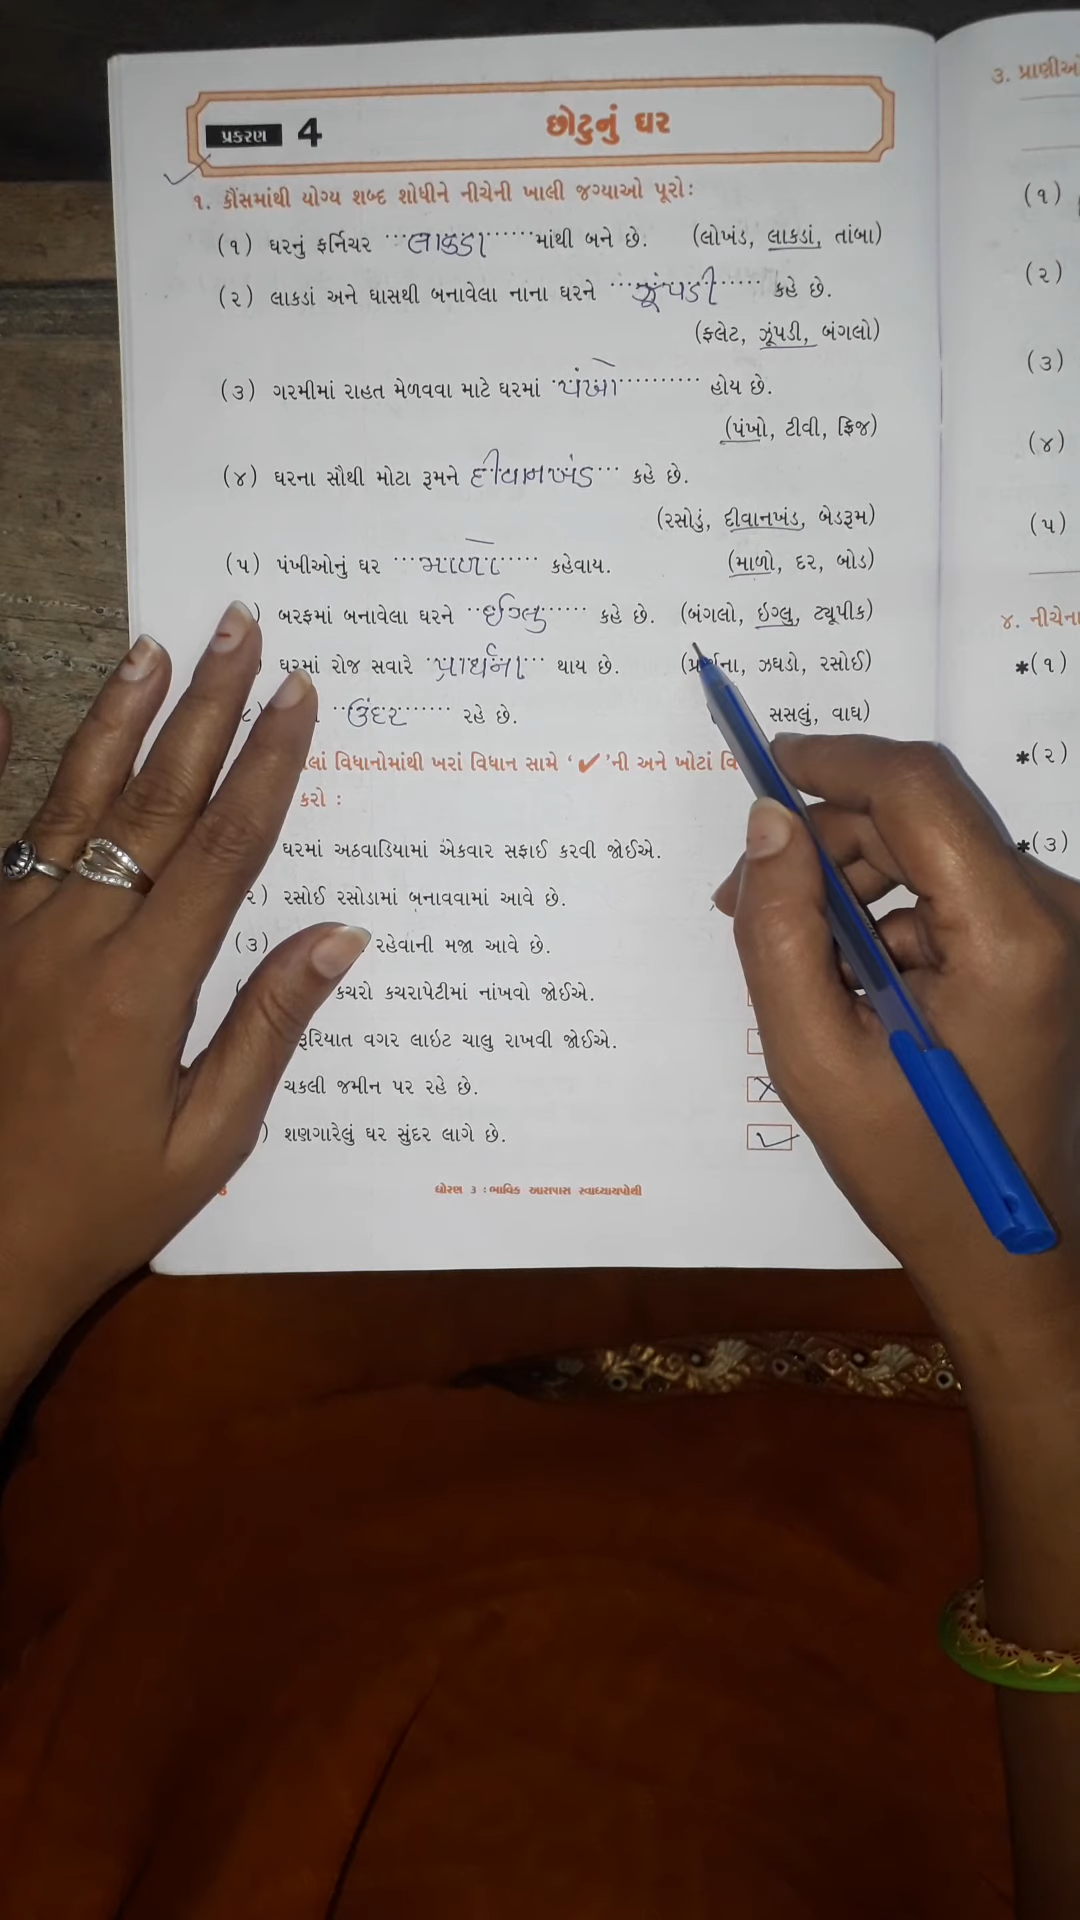 પ્રકરણ 4 છોટુનું ઘર
૧. કૌંસમાંથી યોગ્ય શબ્દ શોધીને નીચેની ખાલી જગ્યાઓ પૂરો:
(૧) ઘરનું ફર્નિચર લાકડા માંથી બને છે. (લોખંડ, લાકડાં, તાંબા)
(૨) લાકડાં અને ઘાસથી બનાવેલા નાના ઘરને ઝૂંપડી કહે છે.
(ફ્લેટ, ઝૂંપડી, બંગલો)
(૩) ગરમીમાં રાહત મેળવવા માટે ઘરમાં પંખો હોય છે.
(પંખો, ટીવી, ફ્રિજ)
(૪) ઘરના સૌથી મોટા રૂમને દીવાનખંડ કહે છે.
(રસોડું, દીવાનખંડ, બેડરૂમ)
(૫) પંખીઓનું ઘર માળો કહેવાય. (માળો, દર, બોડ)
) બરફમાં બનાવેલા ઘરને ઈગ્લુ કહે છે. (બંગલો, ઇગ્લુ, ટ્યૂપીક)
ઘરમાં રોજ સવારે પ્રાર્થના થાય છે. ઝઘડો, રસોઈ)
ઉંદર રહે છે. સસલું, વાઘ)
વિધાનોમાંથી ખરાં વિધાન સામે ‘✔’ની અને ખોટાં
કરો :
ઘરમાં અઠવાડિયામાં એકવાર સફાઈ કરવી જોઈએ.
૨) રસોઈ રસોડામાં બનાવવામાં આવે છે.
(૩) રહેવાની મજા આવે છે.
કચરો કચરાપેટીમાં નાંખવો જોઈએ.
વગર લાઇટ ચાલુ રાખવી જોઈએ.
ચકલી જમીન પર રહે છે. ✗
) શણગારેલું ઘર સુંદર લાગે છે. ✓
ધોરણ ૩ : ભાવિક આસપાસ સ્વાધ્યાયપોથી
૩. પ્રાણીઓ
(૧)
(૨)
(૩)
(૪)
(૫)
૪. નીચેના
*(૧)
*(૨)
*(૩)